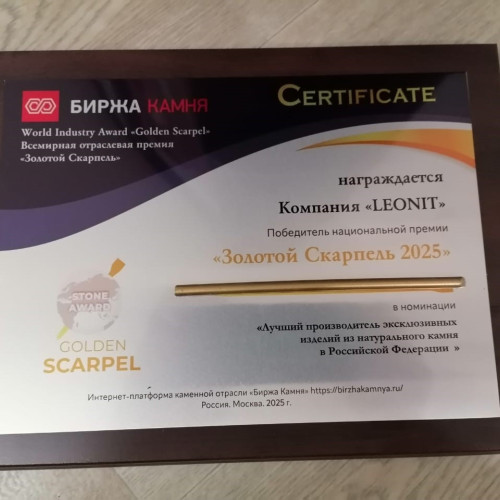 БИРЖА КАМНЯ
CERTIFICATE
World Industry Award «Golden Scarpel»
Всемирная отраслевая премия
«Золотой Скарпель»
награждается
Компания «LEONIT»
Победитель национальной премии
«Золотой Скарпель 2025»
в номинации
«Лучший производитель эксклюзивных
изделий из натурального камня
в Российской Федерации »
STONE
AWARD
GOLDEN
SCARPEL
Интернет-платформа каменной отрасли «Биржа Камня» https://birzhakamnya.ru/
Россия. Москва. 2025 г.